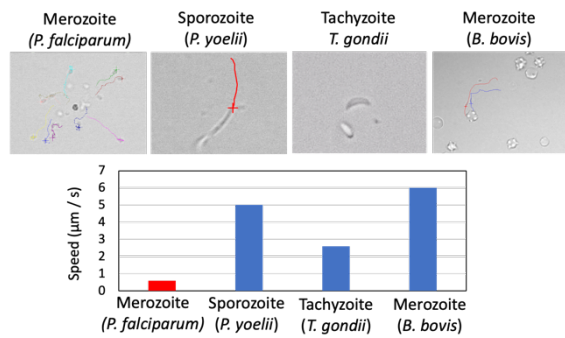 Merozoite
(P. falciparum)
Sporozoite
(P. yoelii)
Tachyzoite
T. gondii
Merozoite
(B. bovis)
Speed (μm / s)
7
6
5
4
3
2
1
0
Merozoite
(P. falciparum)
Sporozoite
(P. yoelii)
Tachyzoite
(T. gondii)
Merozoite
(B. bovis)